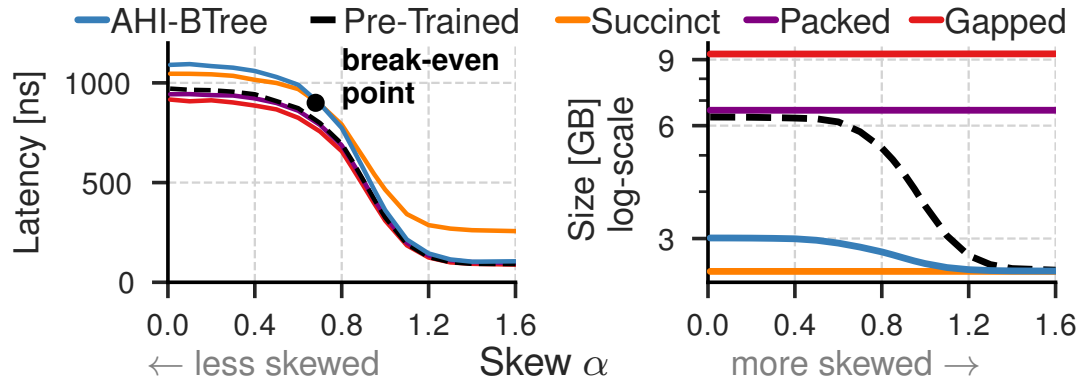 AHI-BTree Pre-Trained Succinct Packed Gapped
break-even
point
Latency [ns]
1000
500
0
0.0 0.4 0.8 1.2 1.6
Size [GB]
log-scale
9
6
3
0.0 0.4 0.8 1.2 1.6
← less skewed Skew α more skewed →